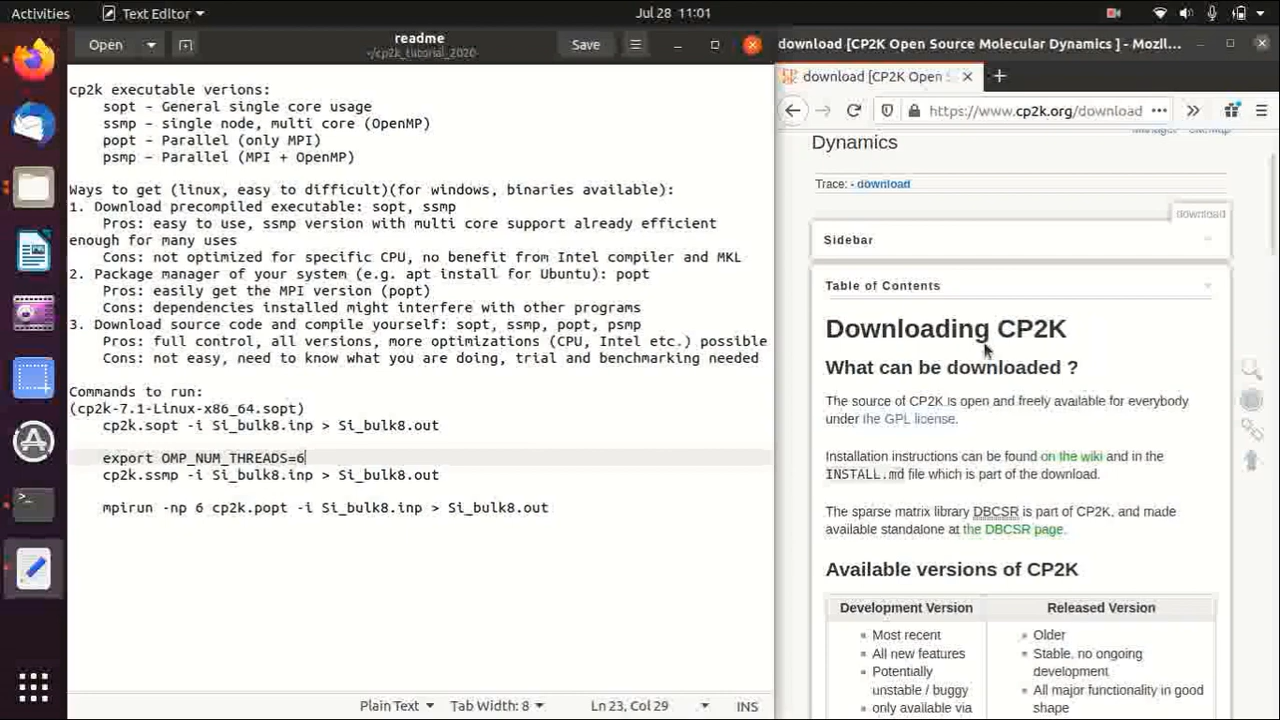 Activities
Text Editor
Jul 28 11:01
Open
readme
~/cp2k_tutorial_2020
Save
cp2k executable verions:
sopt - General single core usage
ssmp - single node, multi core (OpenMP)
popt - Parallel (only MPI)
psmp - Parallel (MPI + OpenMP)
Ways to get (linux, easy to difficult)(for windows, binaries available):
1. Download precompiled executable: sopt, ssmp
Pros: easy to use, ssmp version with multi core support already efficient
enough for many uses
Cons: not optimized for specific CPU, no benefit from Intel compiler and MKL
2. Package manager of your system (e.g. apt install for Ubuntu): popt
Pros: easily get the MPI version (popt)
Cons: dependencies installed might interfere with other programs
3. Download source code and compile yourself: sopt, ssmp, popt, psmp
Pros: full control, all versions, more optimizations (CPU, Intel etc.) possible
Cons: not easy, need to know what you are doing, trial and benchmarking needed
Commands to run:
(cp2k-7.1-Linux-x86_64.sopt)
cp2k.sopt -i Si_bulk8.inp > Si_bulk8.out
export OMP_NUM_THREADS=6
cp2k.ssmp -i Si_bulk8.inp > Si_bulk8.out
mpirun -np 6 cp2k.popt -i Si_bulk8.inp > Si_bulk8.out
Plain Text
Tab Width: 8
Ln 23, Col 29
INS
download [CP2K Open Source Molecular Dynamics ] - Mozll...
download [CP2K Open S
https://www.cp2k.org/download
Dynamics
Trace: • download
download
Sidebar
Table of Contents
Downloading CP2K
What can be downloaded ?
The source of CP2K is open and freely available for everybody
under the GPL license.
Installation instructions can be found on the wiki and in the
INSTALL.md file which is part of the download.
The sparse matrix library DBCSR is part of CP2K, and made
available standalone at the DBCSR page.
Available versions of CP2K
Development Version
Released Version
Most recent
All new features
Potentially
unstable / buggy
only available via
Older
Stable. no ongoing
development
All major functionality in good
shape